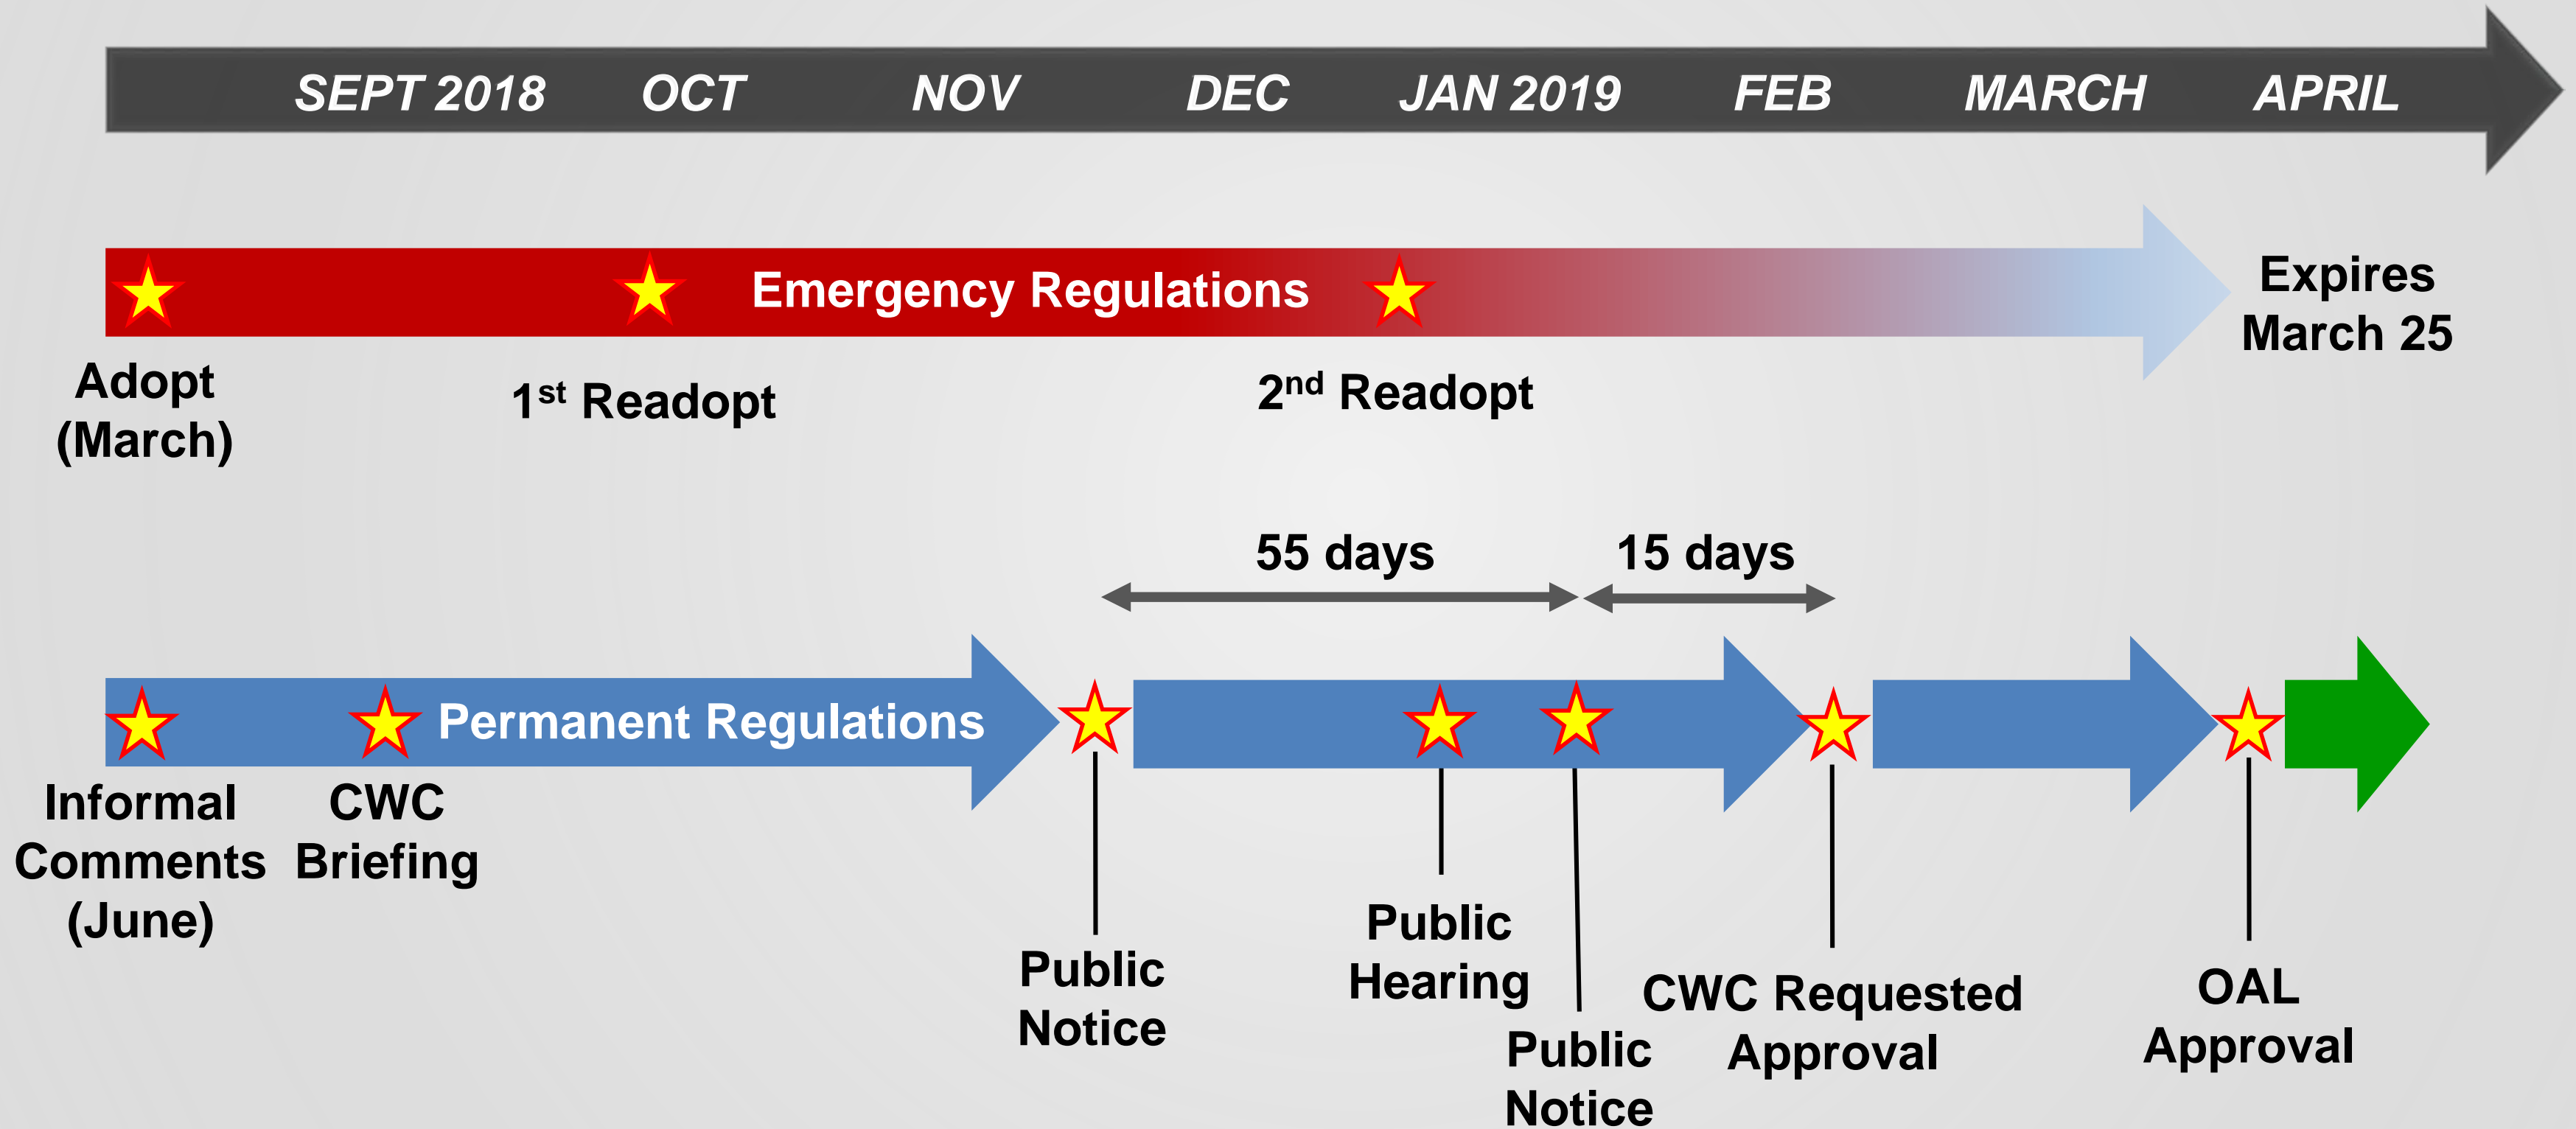 SEPT 2018 OCT NOV DEC JAN 2019 FEB MARCH APRIL
Emergency Regulations
Expires
March 25
Adopt
(March)
1st Readopt
2nd Readopt
55 days
15 days
Permanent Regulations
Informal
Comments
(June)
CWC
Briefing
Public
Notice
Public
Hearing
Public
Notice
CWC Requested
Approval
OAL
Approval